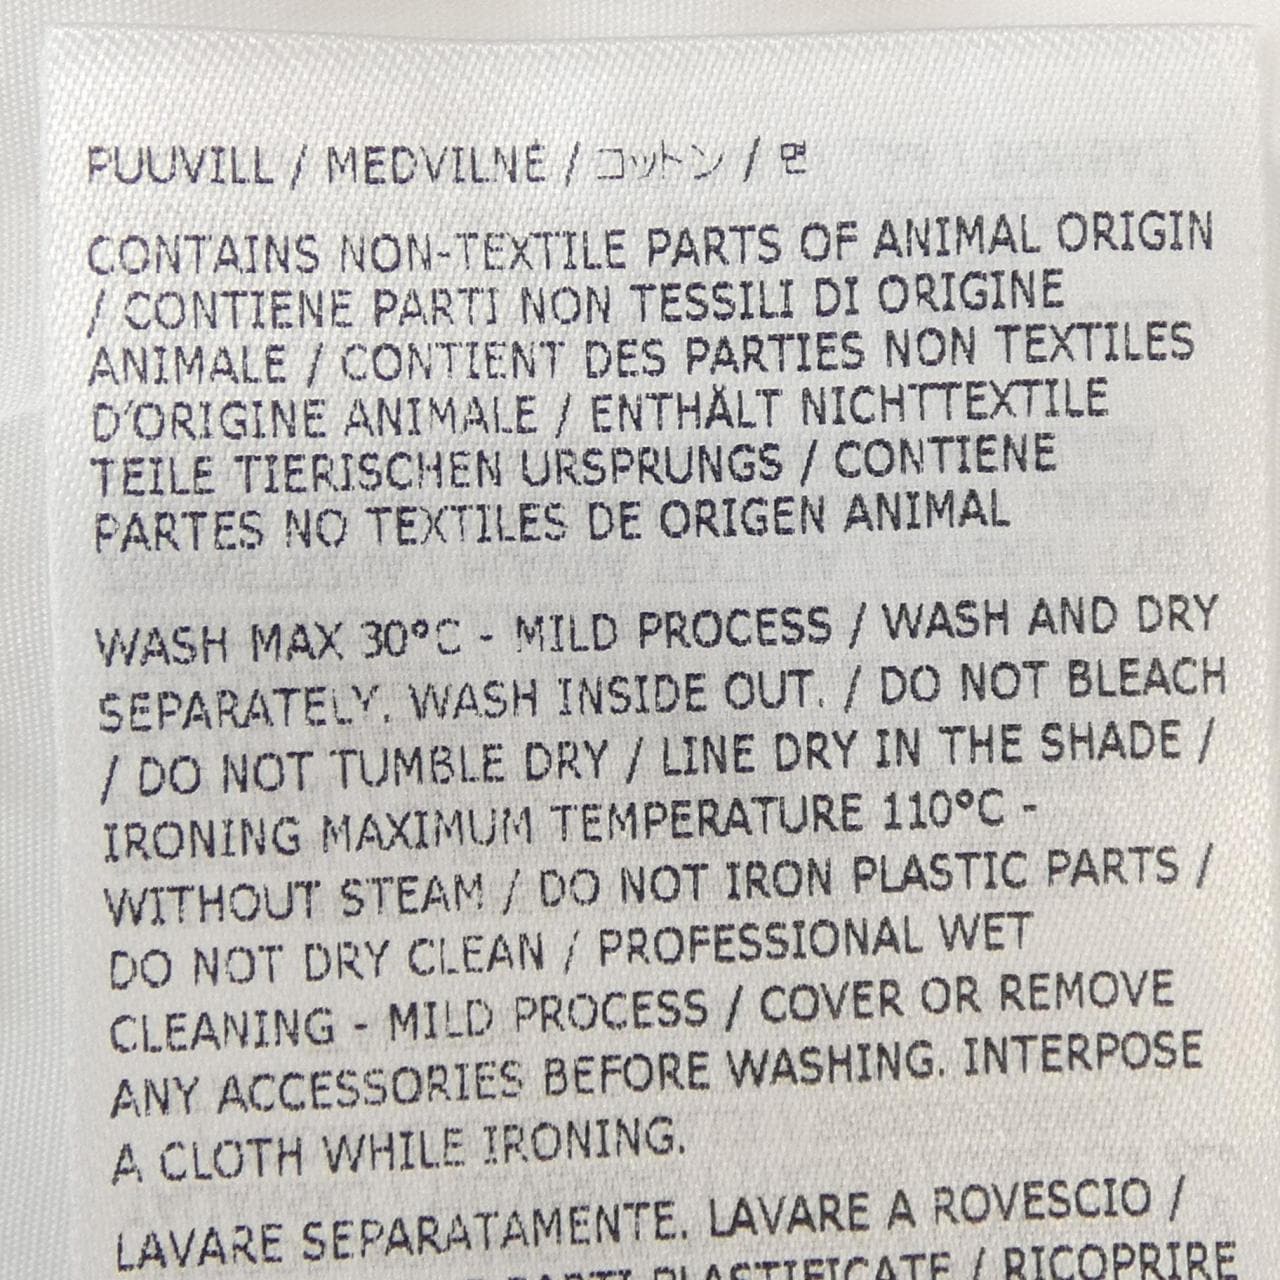 PUUVILL / MEDVILNĖ / コットン / 면
CONTAINS NON-TEXTILE PARTS OF ANIMAL ORIGIN
/ CONTIENE PARTI NON TESSILI DI ORIGINE
ANIMALE / CONTIENT DES PARTIES NON TEXTILES
D'ORIGINE ANIMALE / ENTHÄLT NICHTTEXTILE
TEILE TIERISCHEN URSPRUNGS / CONTIENE
PARTES NO TEXTILES DE ORIGEN ANIMAL
WASH MAX 30°C - MILD PROCESS / WASH AND DRY
SEPARATELY. WASH INSIDE OUT. / DO NOT BLEACH
/ DO NOT TUMBLE DRY / LINE DRY IN THE SHADE /
IRONING MAXIMUM TEMPERATURE 110°C -
WITHOUT STEAM / DO NOT IRON PLASTIC PARTS /
DO NOT DRY CLEAN / PROFESSIONAL WET
CLEANING - MILD PROCESS / COVER OR REMOVE
ANY ACCESSORIES BEFORE WASHING. INTERPOSE
A CLOTH WHILE IRONING.
LAVARE SEPARATAMENTE. LAVARE A ROVESCIO /
PARTI PLASTIFICATE / RICOPRIRE